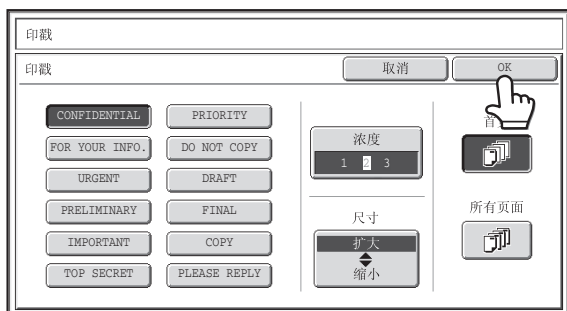 印戳
印戳
取消
OK
CONFIDENTIAL
PRIORITY
FOR YOUR INFO.
DO NOT COPY
URGENT
DRAFT
PRELIMINARY
FINAL
IMPORTANT
COPY
TOP SECRET
PLEASE REPLY
浓度
1 2 3
尺寸
扩大
缩小
首
所有页面